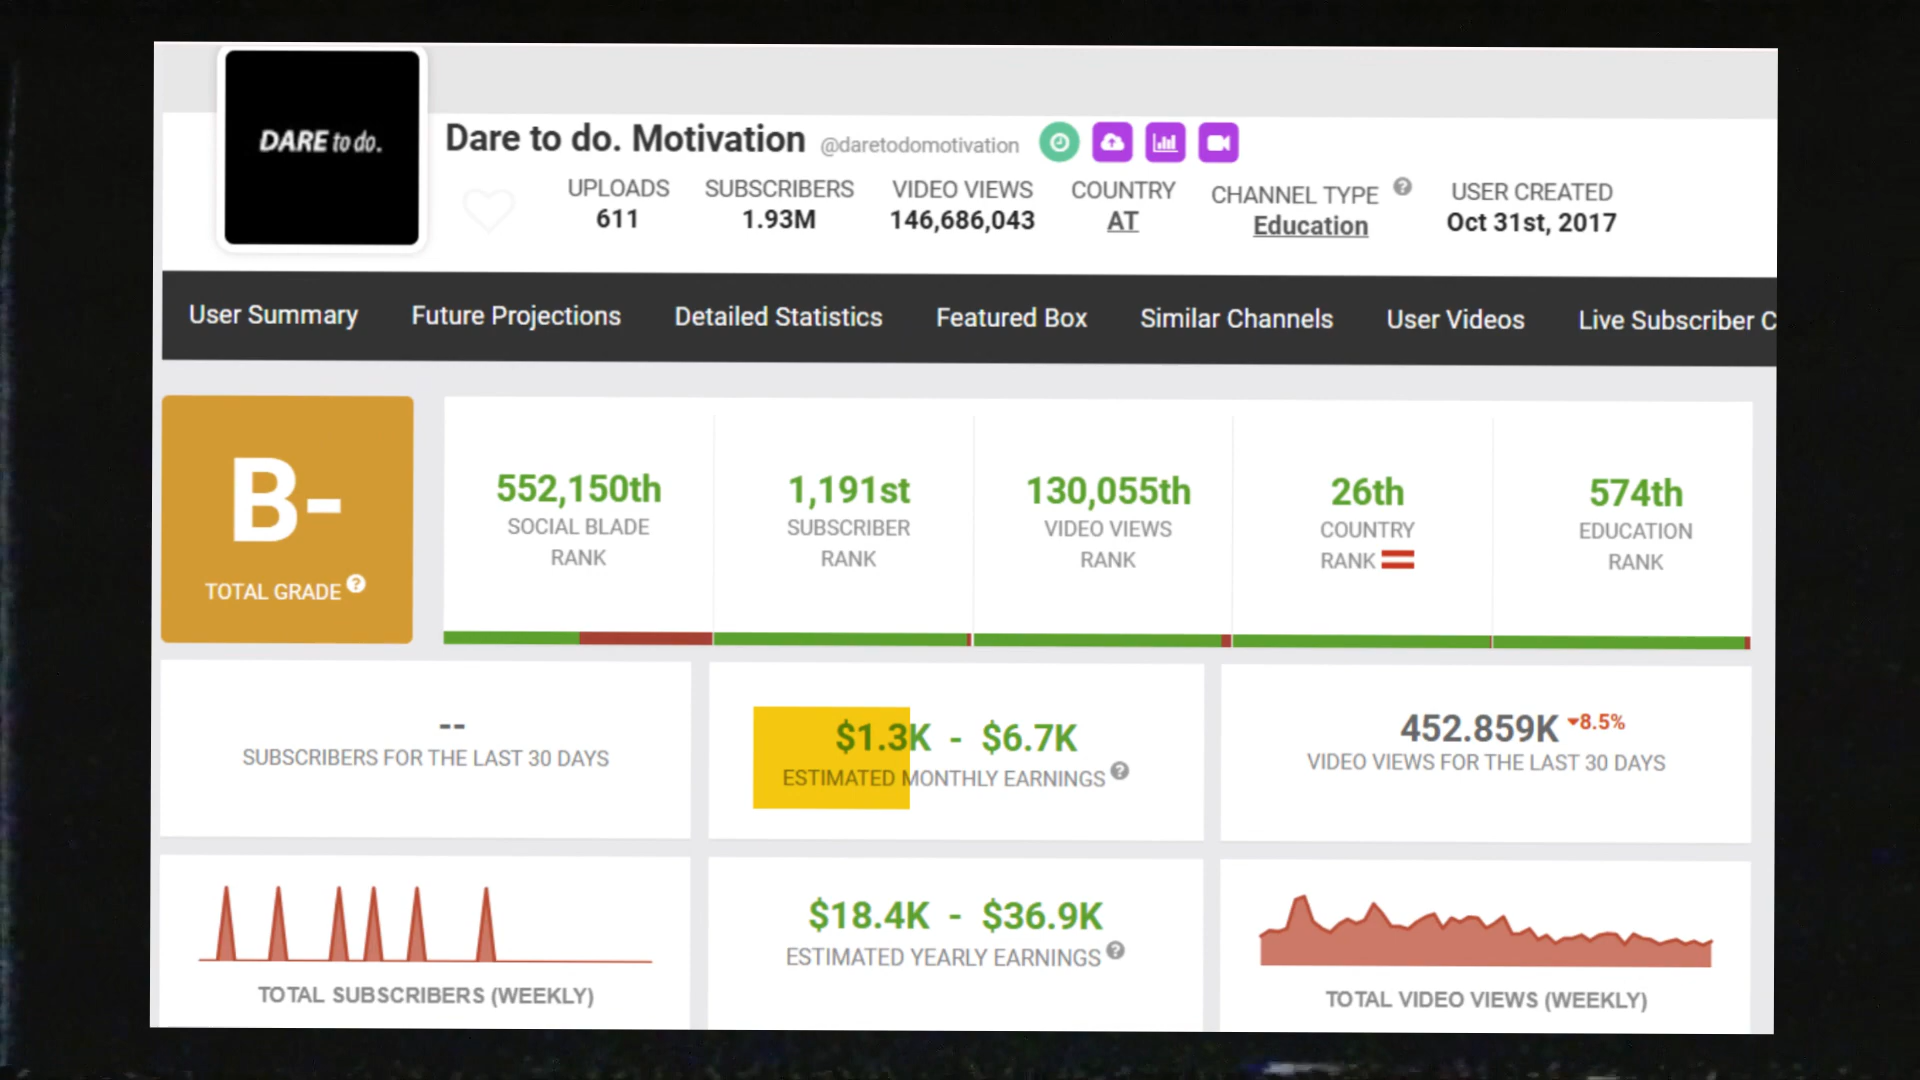 DARE to do.
Dare to do. Motivation @daretodomotivation
UPLOADS SUBSCRIBERS VIDEO VIEWS COUNTRY CHANNEL TYPE ? USER CREATED
611 1.93M 146,686,043 AT Education Oct 31st, 2017
User Summary Future Projections Detailed Statistics Featured Box Similar Channels User Videos Live Subscriber C
B-
TOTAL GRADE ?
552,150th
SOCIAL BLADE
RANK
1,191st
SUBSCRIBER
RANK
130,055th
VIDEO VIEWS
RANK
26th
COUNTRY
RANK
574th
EDUCATION
RANK
--
SUBSCRIBERS FOR THE LAST 30 DAYS
$1.3K - $6.7K
ESTIMATED MONTHLY EARNINGS ?
452.859K 8.5%
VIDEO VIEWS FOR THE LAST 30 DAYS
TOTAL SUBSCRIBERS (WEEKLY)
$18.4K - $36.9K
ESTIMATED YEARLY EARNINGS ?
TOTAL VIDEO VIEWS (WEEKLY)